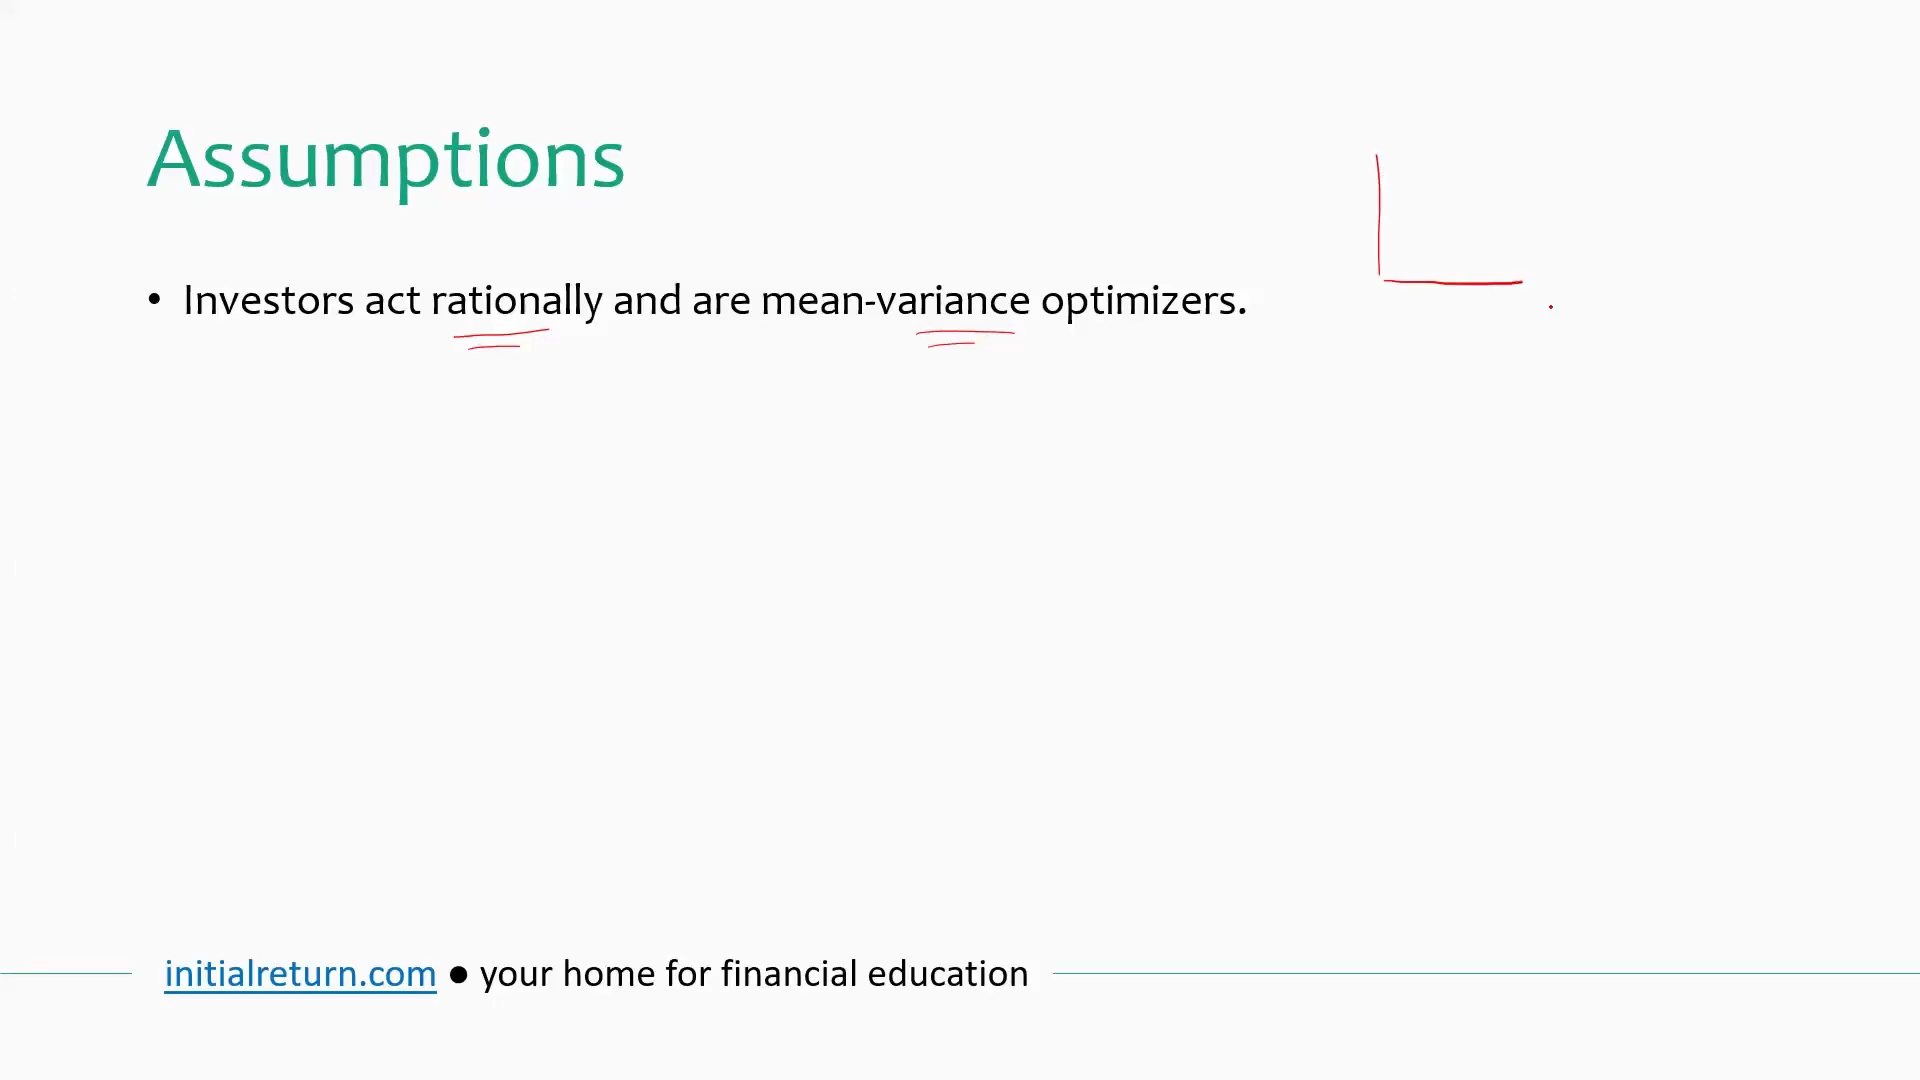 Assumptions
• Investors act rationally and are mean-variance optimizers.
initialreturn.com ● your home for financial education